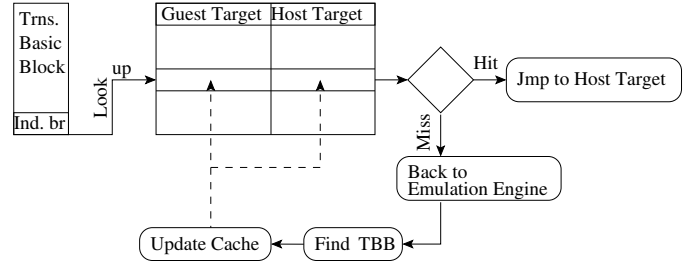 Trns.
Basic
Block
Ind. br
Look
up
Guest Target
Host Target
Hit
Jmp to Host Target
Miss
Back to
Emulation Engine
Update Cache
Find TBB